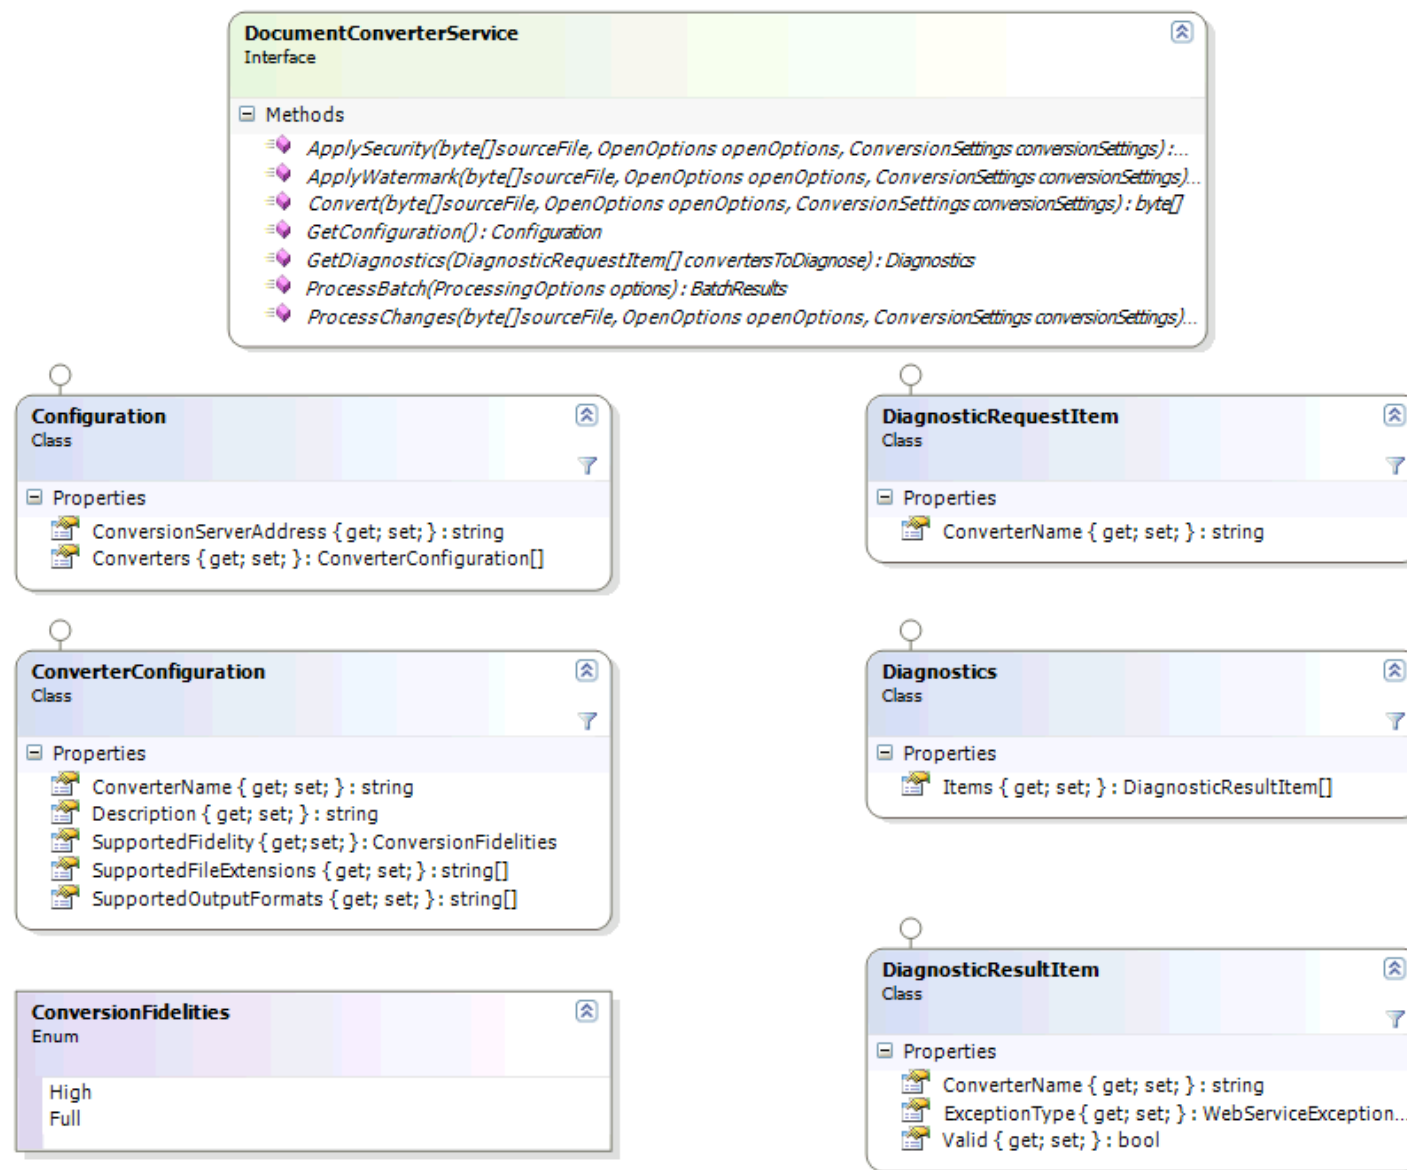 DocumentConverterService
Interface
Methods
ApplySecurity(byte[]sourceFile, OpenOptions openOptions, ConversionSettings conversionSettings) :...
ApplyWatermark(byte[]sourceFile, OpenOptions openOptions, ConversionSettings conversionSettings)...
Convert(byte[]sourceFile, OpenOptions openOptions, ConversionSettings conversionSettings) : byte[]
GetConfiguration() : Configuration
GetDiagnostics(DiagnosticRequestItem[] convertersToDiagnose) : Diagnostics
ProcessBatch(ProcessingOptions options) : BatchResults
ProcessChanges(byte[]sourceFile, OpenOptions openOptions, ConversionSettings conversionSettings)...
Configuration
Class
Properties
ConversionServerAddress { get; set; } : string
Converters { get; set; } : ConverterConfiguration[]
ConverterConfiguration
Class
Properties
ConverterName { get; set; } : string
Description { get; set; } : string
SupportedFidelity { get; set; } : ConversionFidelities
SupportedFileExtensions { get; set; } : string[]
SupportedOutputFormats { get; set; } : string[]
ConversionFidelities
Enum
High
Full
DiagnosticRequestItem
Class
Properties
ConverterName { get; set; } : string
Diagnostics
Class
Properties
Items { get; set; } : DiagnosticResultItem[]
DiagnosticResultItem
Class
Properties
ConverterName { get; set; } : string
ExceptionType { get; set; } : WebServiceException...
Valid { get; set; } : bool